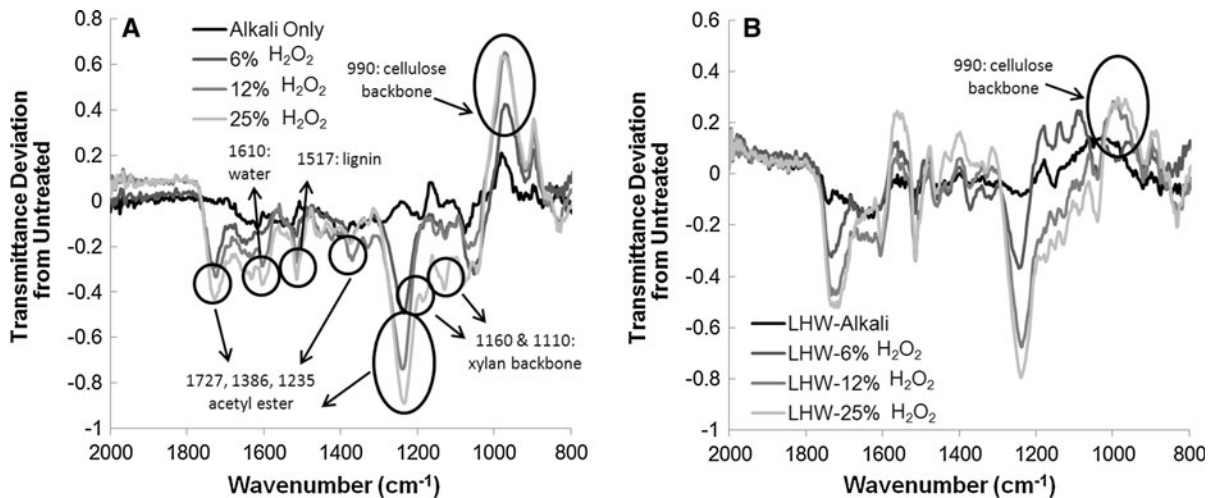 A
Alkali Only
6% H₂O₂
12% H₂O₂
25% H₂O₂
990: cellulose
backbone
1610:
water
1517: lignin
1160 & 1110:
xylan backbone
1727, 1386, 1235
acetyl ester
Transmittance Deviation
from Untreated
0.8
0.6
0.4
0.2
0
-0.2
-0.4
-0.6
-0.8
-1
2000 1800 1600 1400 1200 1000 800
Wavenumber (cm⁻¹)
B
990: cellulose
backbone
LHW-Alkali
LHW-6% H₂O₂
LHW-12% H₂O₂
LHW-25% H₂O₂
Transmittance Deviation
from Untreated
0.6
0.4
0.2
0
-0.2
-0.4
-0.6
-0.8
-1
2000 1800 1600 1400 1200 1000 800
Wavenumber (cm⁻¹)